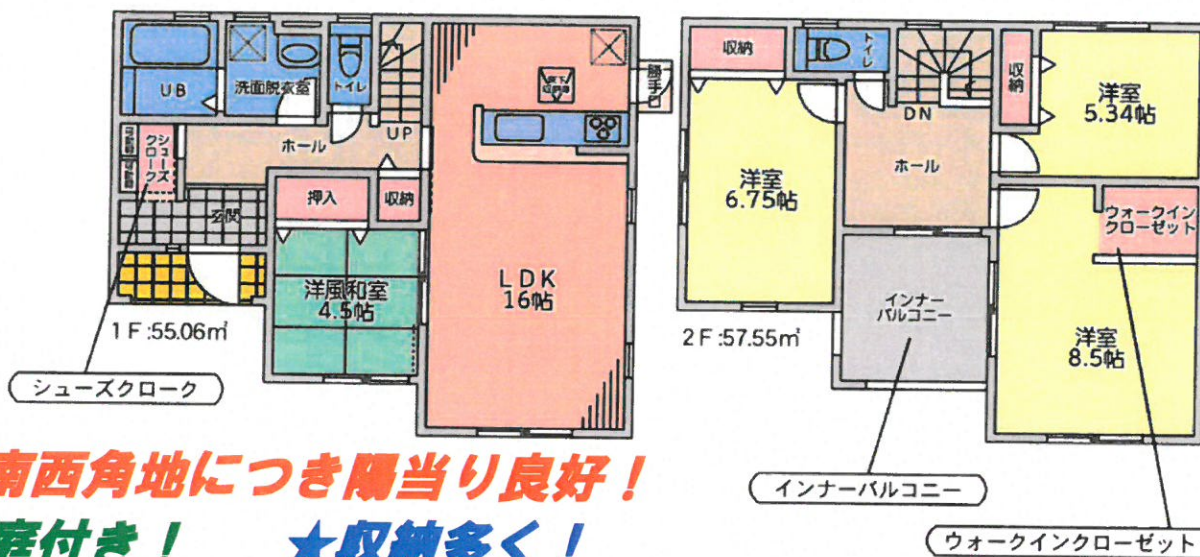 UB
洗面脱衣室
トイレ
UP
勝手口
シューズ
クローク
ホール
玄関
押入
収納
洋風和室
4.5帖
LDK
16帖
1F:55.06㎡
シューズクローク
収納
トイレ
DN
収納
洋室
5.34帖
洋室
6.75帖
ホール
ウォークイン
クローゼット
インナー
バルコニー
洋室
8.5帖
2F:57.55㎡
インナーバルコニー
ウォークインクローゼット
南西角地につき陽当り良好！
庭付き！
★収納多く！